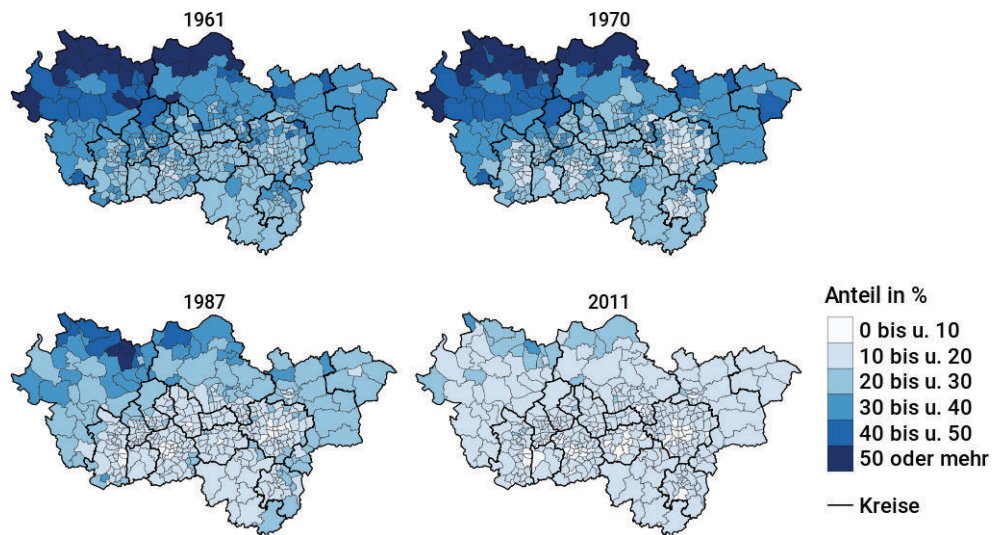 1961
1970
1987
2011
Anteil in %
0 bis u. 10
10 bis u. 20
20 bis u. 30
30 bis u. 40
40 bis u. 50
50 oder mehr
Kreise